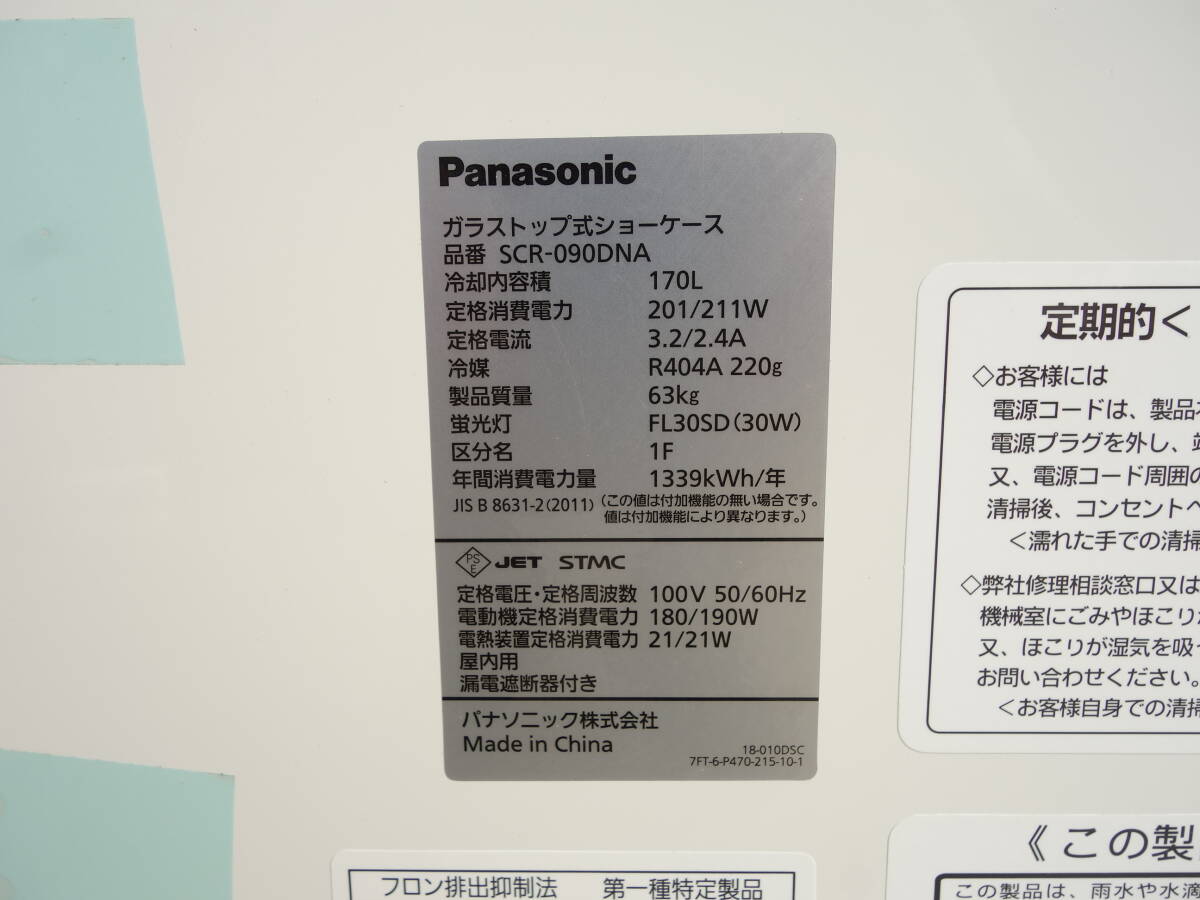 Panasonic
ガラストップ式ショーケース
品番 SCR-090DNA
冷却内容積 170L
定格消費電力 201/211W
定格電流 3.2/2.4A
冷媒 R404A 220g
製品質量 63kg
蛍光灯 FL30SD(30W)
区分名 1F
年間消費電力量 1339kWh/年
JIS B 8631-2(2011) (この値は付加機能の無い場合です。
値は付加機能により異なります。)
PSE JET STMC
定格電圧・定格周波数 100V 50/60Hz
電動機定格消費電力 180/190W
電熱装置定格消費電力 21/21W
屋内用
漏電遮断器付き
パナソニック株式会社
Made in China
18-010DSC
7FT-6-P470-215-10-1
定期的<
◇お客様には
電源コードは、製品
電源プラグを外し、
又、電源コード周囲の
清掃後、コンセントへ
<濡れた手での清掃
◇弊社修理相談窓口又は
機械室にごみやほこりが
又、ほこりが湿気を吸
お問い合わせください。
<お客様自身での清掃
フロン排出抑制法 第一種特定製品
《この製
この製品は、雨水や水滴